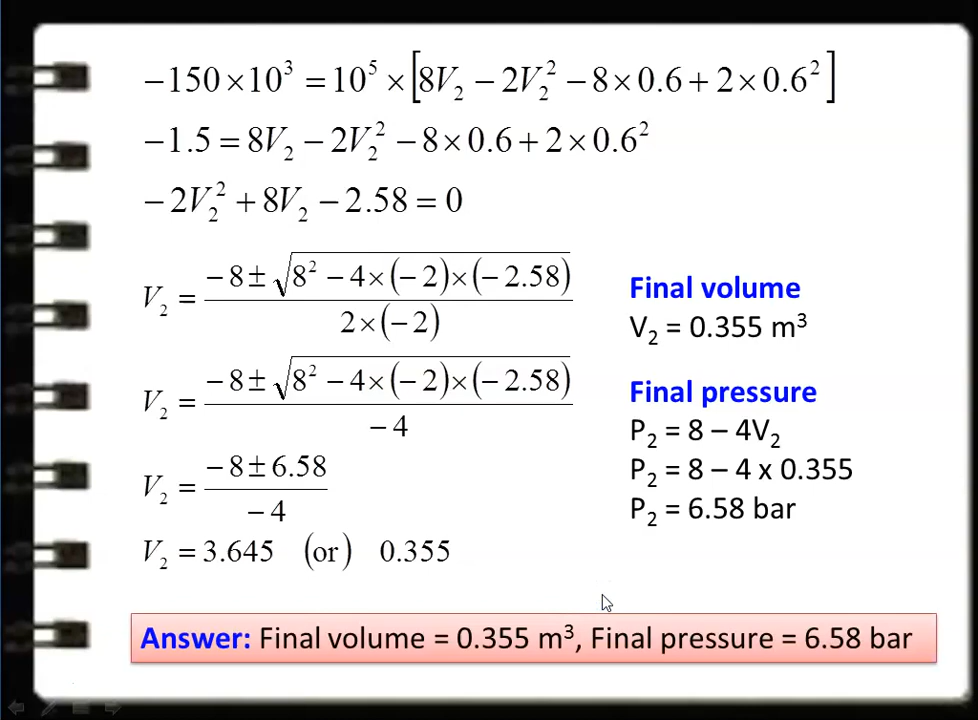 −150×10³ = 10⁵ × [8V₂ − 2V₂² − 8×0.6 + 2×0.6²]
−1.5 = 8V₂ − 2V₂² − 8×0.6 + 2×0.6²
−2V₂² + 8V₂ − 2.58 = 0
V₂ = (−8 ± √(8² − 4×(−2)×(−2.58))) / (2×(−2))
V₂ = (−8 ± √(8² − 4×(−2)×(−2.58))) / −4
V₂ = (−8 ± 6.58) / −4
V₂ = 3.645 (or) 0.355
Final volume
V₂ = 0.355 m³
Final pressure
P₂ = 8 – 4V₂
P₂ = 8 – 4 x 0.355
P₂ = 6.58 bar
Answer: Final volume = 0.355 m³, Final pressure = 6.58 bar